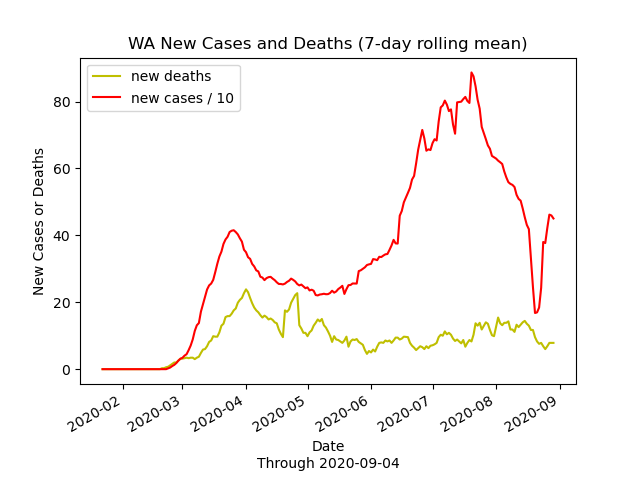 WA New Cases and Deaths (7-day rolling mean)
new deaths
new cases / 10
80
60
40
20
0
New Cases or Deaths
2020-02
2020-03
2020-04
2020-05
2020-06
2020-07
2020-08
2020-09
Date
Through 2020-09-04